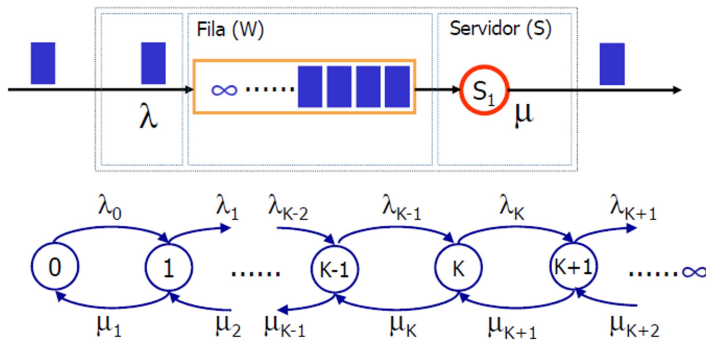 Fila (W)
Servidor (S)
λ
∞ ......
S1
μ
λ0
λ1
λK-2
λK-1
λK
λK+1
0
1
......
K-1
K
K+1
......∞
μ1
μ2
μK-1
μK
μK+1
μK+2